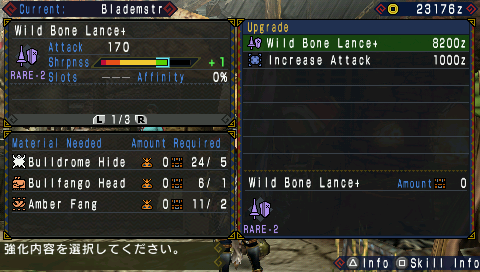 Current: Blademstr
23176z
Wild Bone Lance+
Attack 170
Shrpnss + 1
RARE-2
Slots ――― Affinity 0%
L 1/3 R
Material Needed Amount Required
Bulldrome Hide 0 24/ 5
Bullfango Head 0 6/ 1
Amber Fang 0 11/ 2
Upgrade
Wild Bone Lance+ 8200z
Increase Attack 1000z
Wild Bone Lance+ Amount 0
RARE-2
強化内容を選択してください。
△ Info □ Skill Info